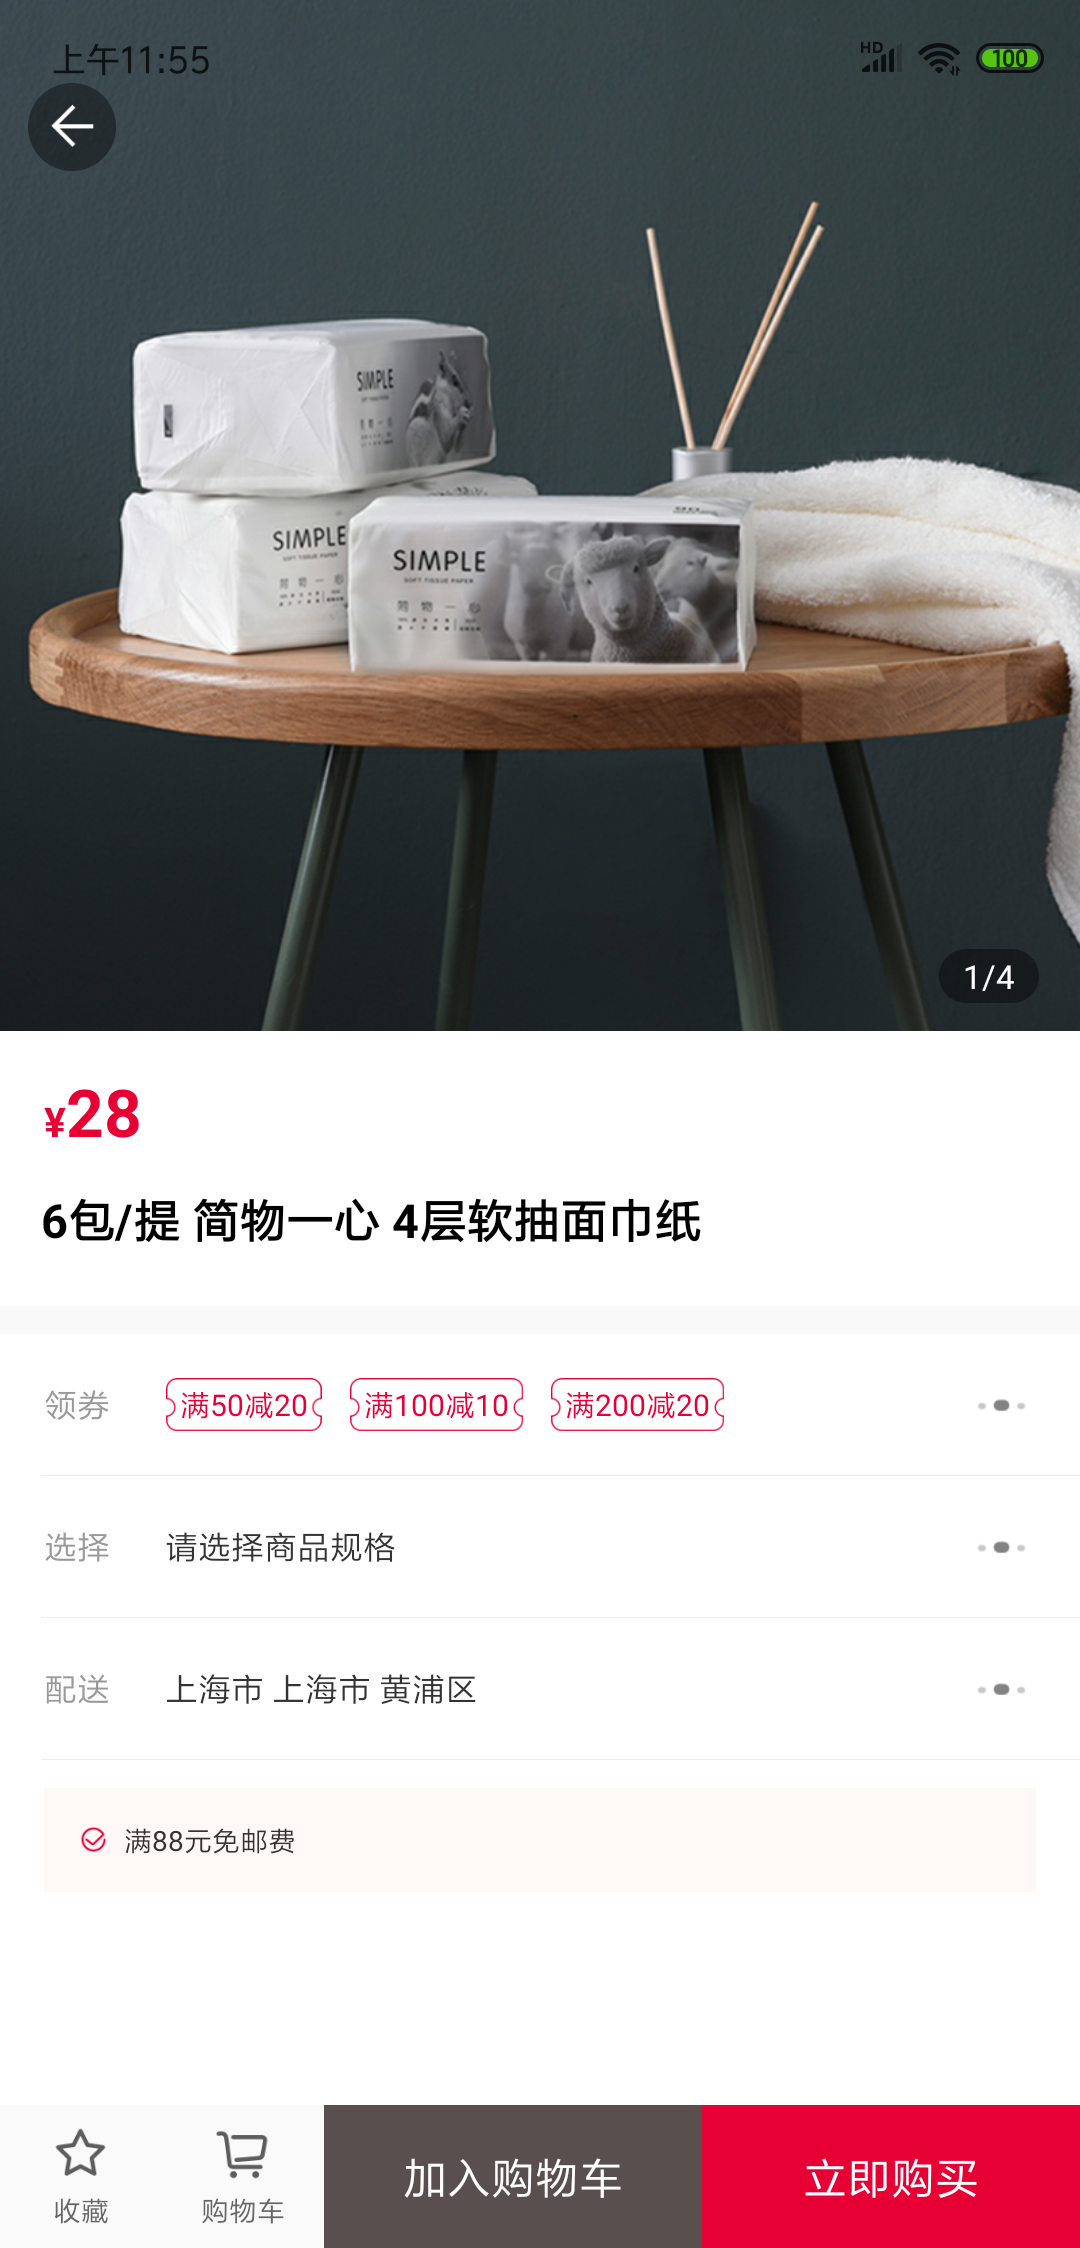 上午11:55
HD
100
SIMPLE
SIMPLE
SOFT TISSUE PAPER
简物一心
SIMPLE
SOFT TISSUE PAPER
简物一心
1/4
¥28
6包/提 简物一心 4层软抽面巾纸
领券 满50减20 满100减10 满200减20
选择 请选择商品规格
配送 上海市 上海市 黄浦区
满88元免邮费
收藏 购物车 加入购物车 立即购买